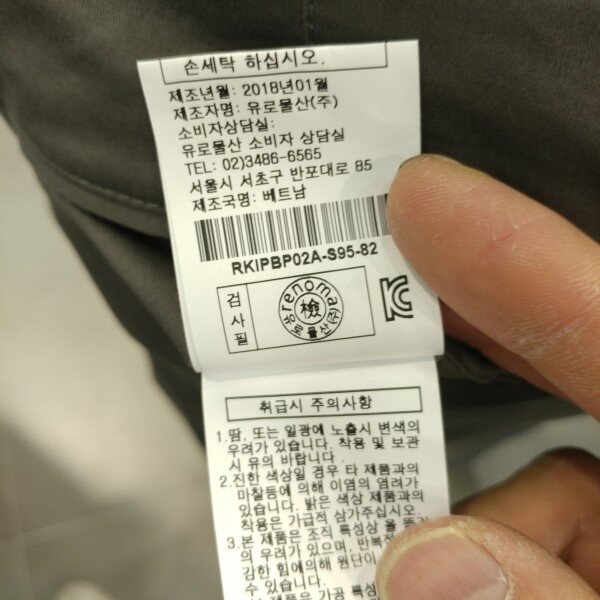 손세탁 하십시오.
제조년월: 2018년01월
제조자명: 유로물산(주)
소비자상담실:
유로물산 소비자 상담실
TEL: 02)3486-6565
서울시 서초구 반포대로 85
제조국명: 베트남
RKIPBP02A-S95-82
검사필
renoma
檢
유로물산(주)
취급시 주의사항
1.땀, 또는 일광에 노출시 변색의
우려가 있습니다. 착용 및 보관
시 유의 바랍니다.
2.진한 색상일 경우 타 제품과의
마찰등에 의해 이염의 염려가
있습니다. 밝은 색상 제품과의
착용은 가급적 삼가주십시오.
3.본 제품은 조직 특성상 올
의 우려가 있으며, 반복적
강한 힘에의해 원단이
수 있습니다.
본 제품은 가공 특성